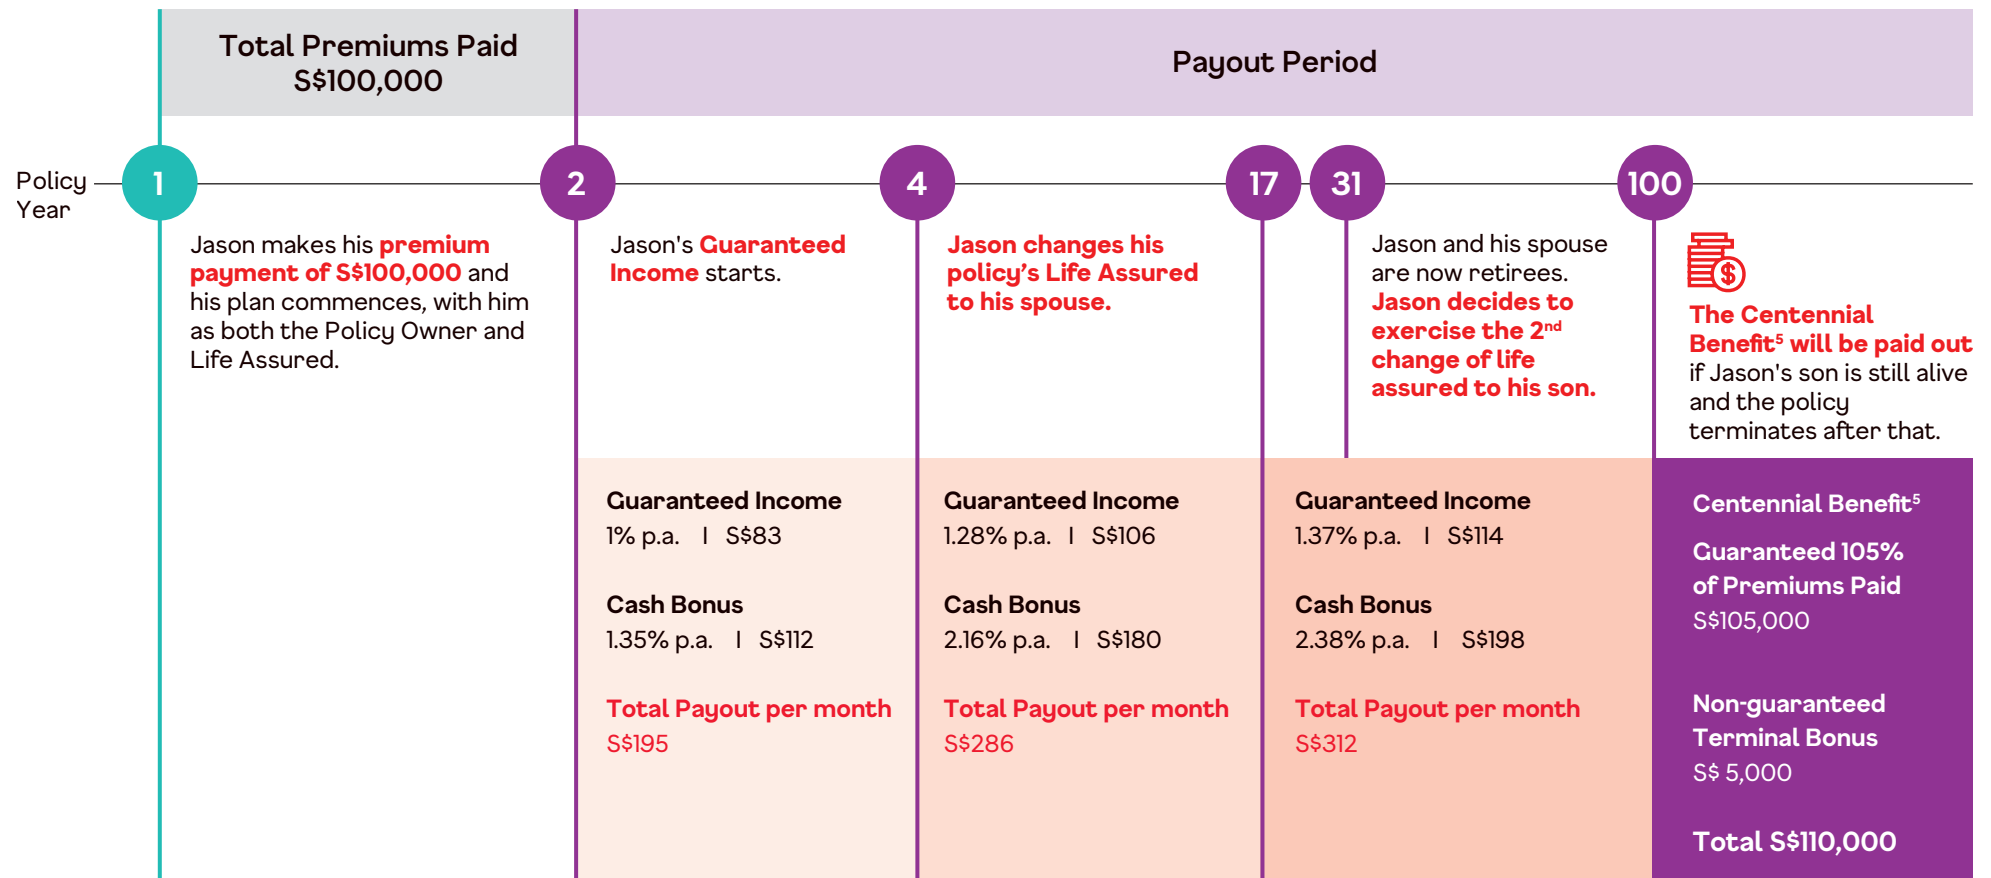 Total Premiums Paid
S$100,000
Payout Period
Policy
Year
1
2
4
17
31
100
Jason makes his premium
payment of S$100,000 and
his plan commences, with him
as both the Policy Owner and
Life Assured.
Jason's Guaranteed
Income starts.
Jason changes his
policy’s Life Assured
to his spouse.
Jason and his spouse
are now retirees.
Jason decides to
exercise the 2nd
change of life
assured to his son.
The Centennial
Benefit5 will be paid out
if Jason's son is still alive
and the policy
terminates after that.
Guaranteed Income
1% p.a. I S$83
Cash Bonus
1.35% p.a. I S$112
Total Payout per month
S$195
Guaranteed Income
1.28% p.a. I S$106
Cash Bonus
2.16% p.a. I S$180
Total Payout per month
S$286
Guaranteed Income
1.37% p.a. I S$114
Cash Bonus
2.38% p.a. I S$198
Total Payout per month
S$312
Centennial Benefit5
Guaranteed 105%
of Premiums Paid
S$105,000
Non-guaranteed
Terminal Bonus
S$ 5,000
Total S$110,000